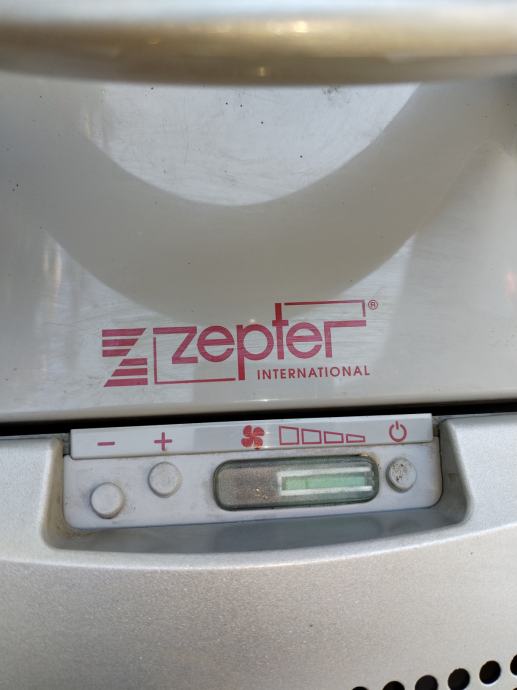 zepter®
INTERNATIONAL
- +